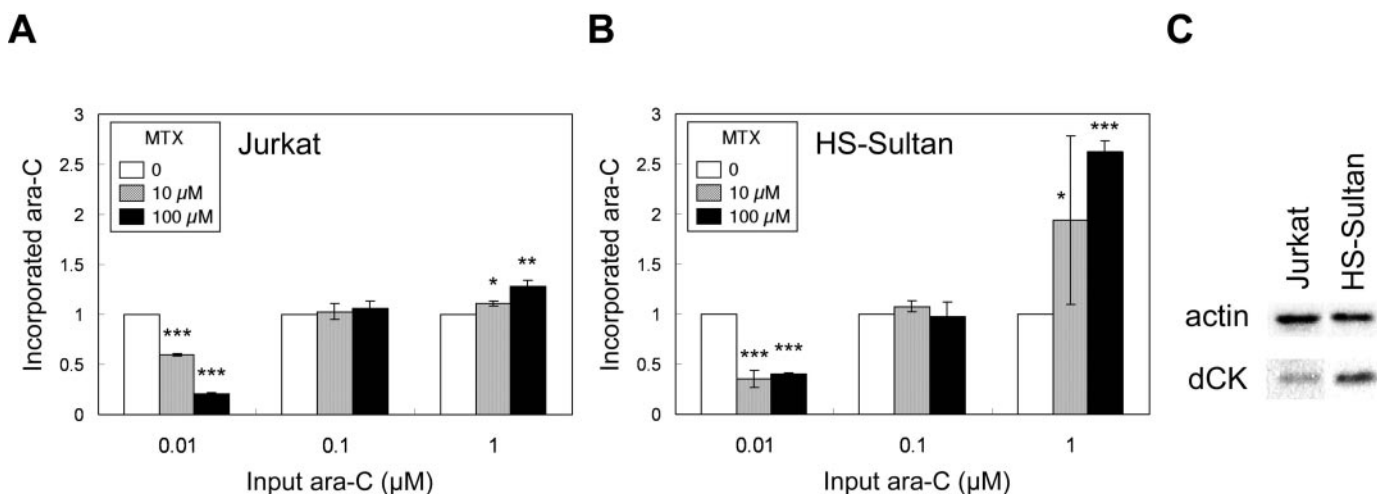 A
B
C
3
2.5
2
1.5
1
0.5
0
Incorporated ara-C
MTX
0
10 µM
100 µM
Jurkat
***
***
*
**
0.01
0.1
1
Input ara-C (µM)
3
2.5
2
1.5
1
0.5
0
Incorporated ara-C
MTX
0
10 µM
100 µM
HS-Sultan
***
***
*
***
0.01
0.1
1
Input ara-C (µM)
Jurkat
HS-Sultan
actin
dCK